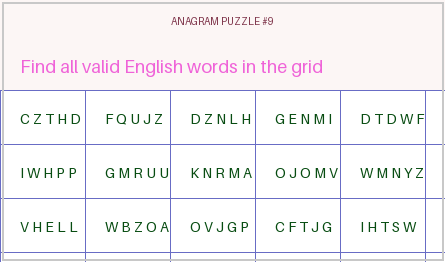 ANAGRAM PUZZLE #9
Find all valid English words in the grid
CZTHD FQUJZ DZNLH GENMI DTDWF
IWHPP GMRUU KNRMA OJOMV WMNYZ
VHELL WBZOA OVJGP CFTJG IHTSW